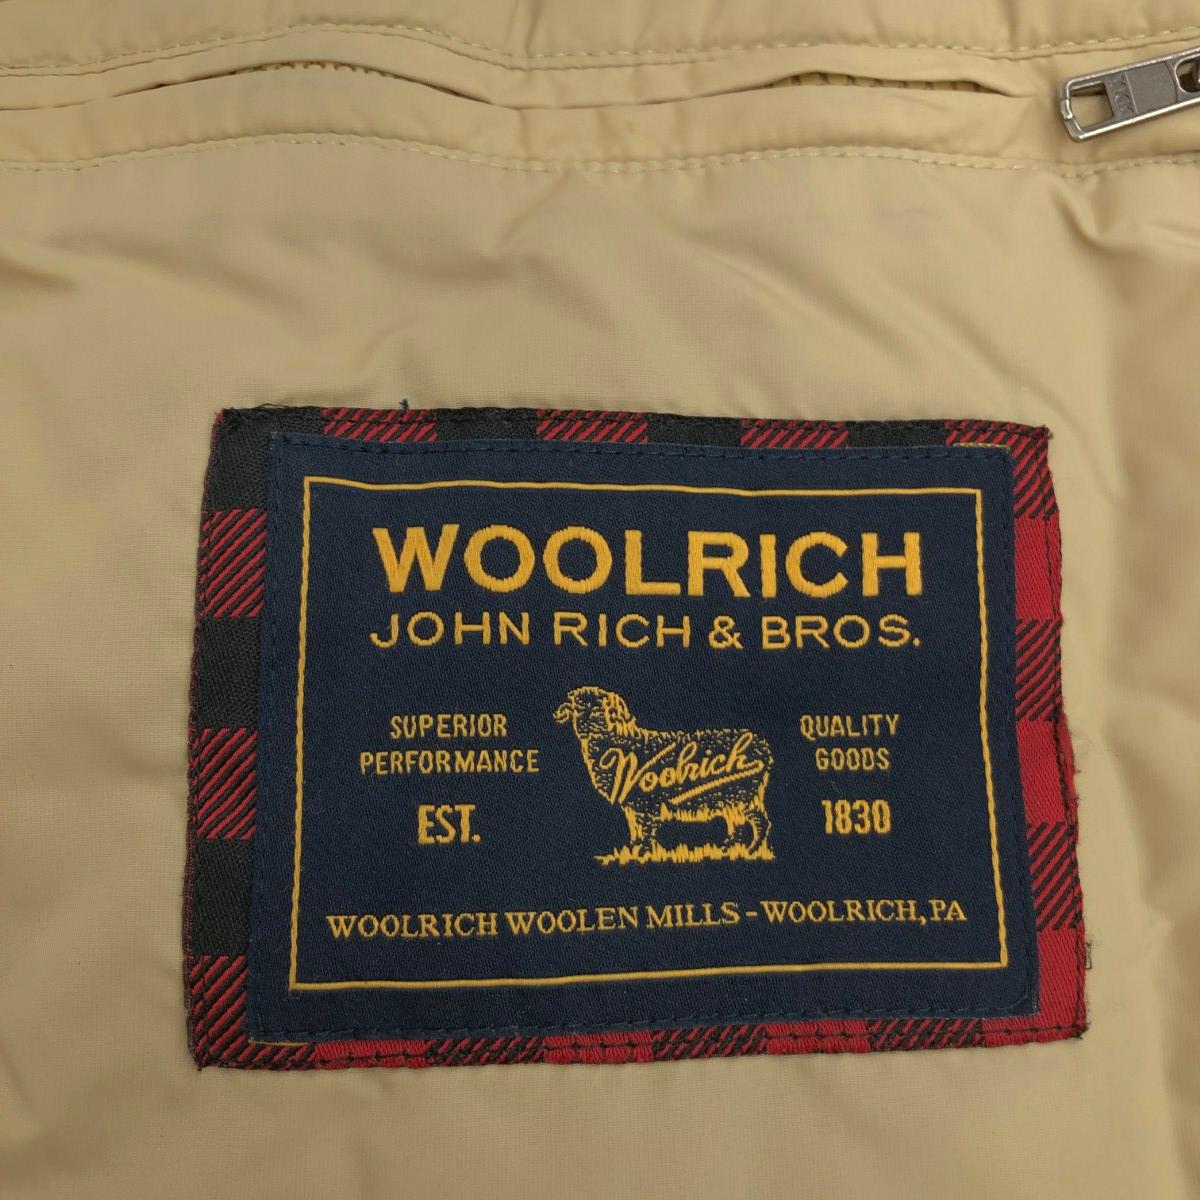 WOOLRICH
JOHN RICH & BROS.
SUPERIOR
PERFORMANCE
EST.
Woolrich
QUALITY
GOODS
1830
WOOLRICH WOOLEN MILLS - WOOLRICH, PA